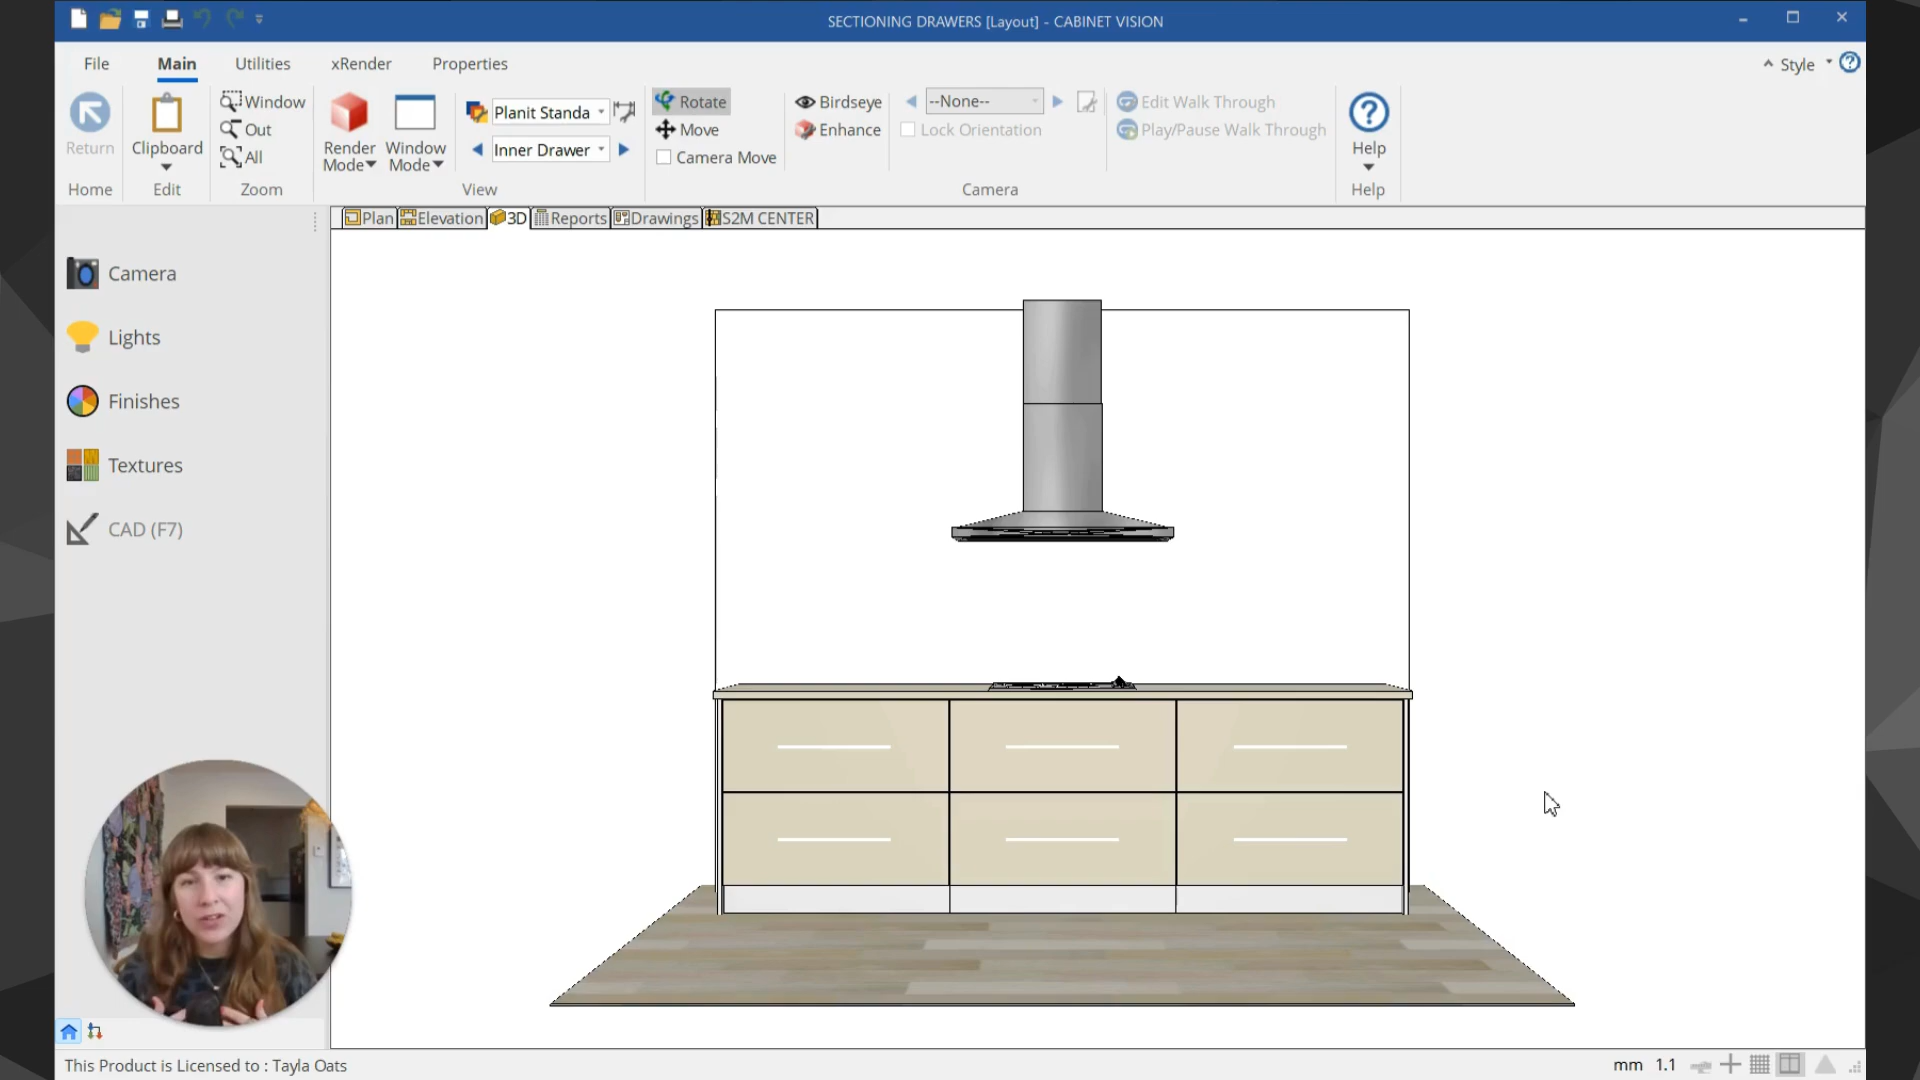 SECTIONING DRAWERS [Layout] - CABINET VISION
File Main Utilities xRender Properties
Style
Return
Home
Clipboard
Edit
Window
Out
All
Zoom
Render
Mode
Window
Mode
Planit Standa
Inner Drawer
View
Rotate
Move
Camera Move
Birdseye
Enhance
--None--
Lock Orientation
Camera
Edit Walk Through
Play/Pause Walk Through
Help
Help
Plan Elevation 3D Reports Drawings S2M CENTER
Camera
Lights
Finishes
Textures
CAD (F7)
This Product is Licensed to : Tayla Oats
mm 1.1